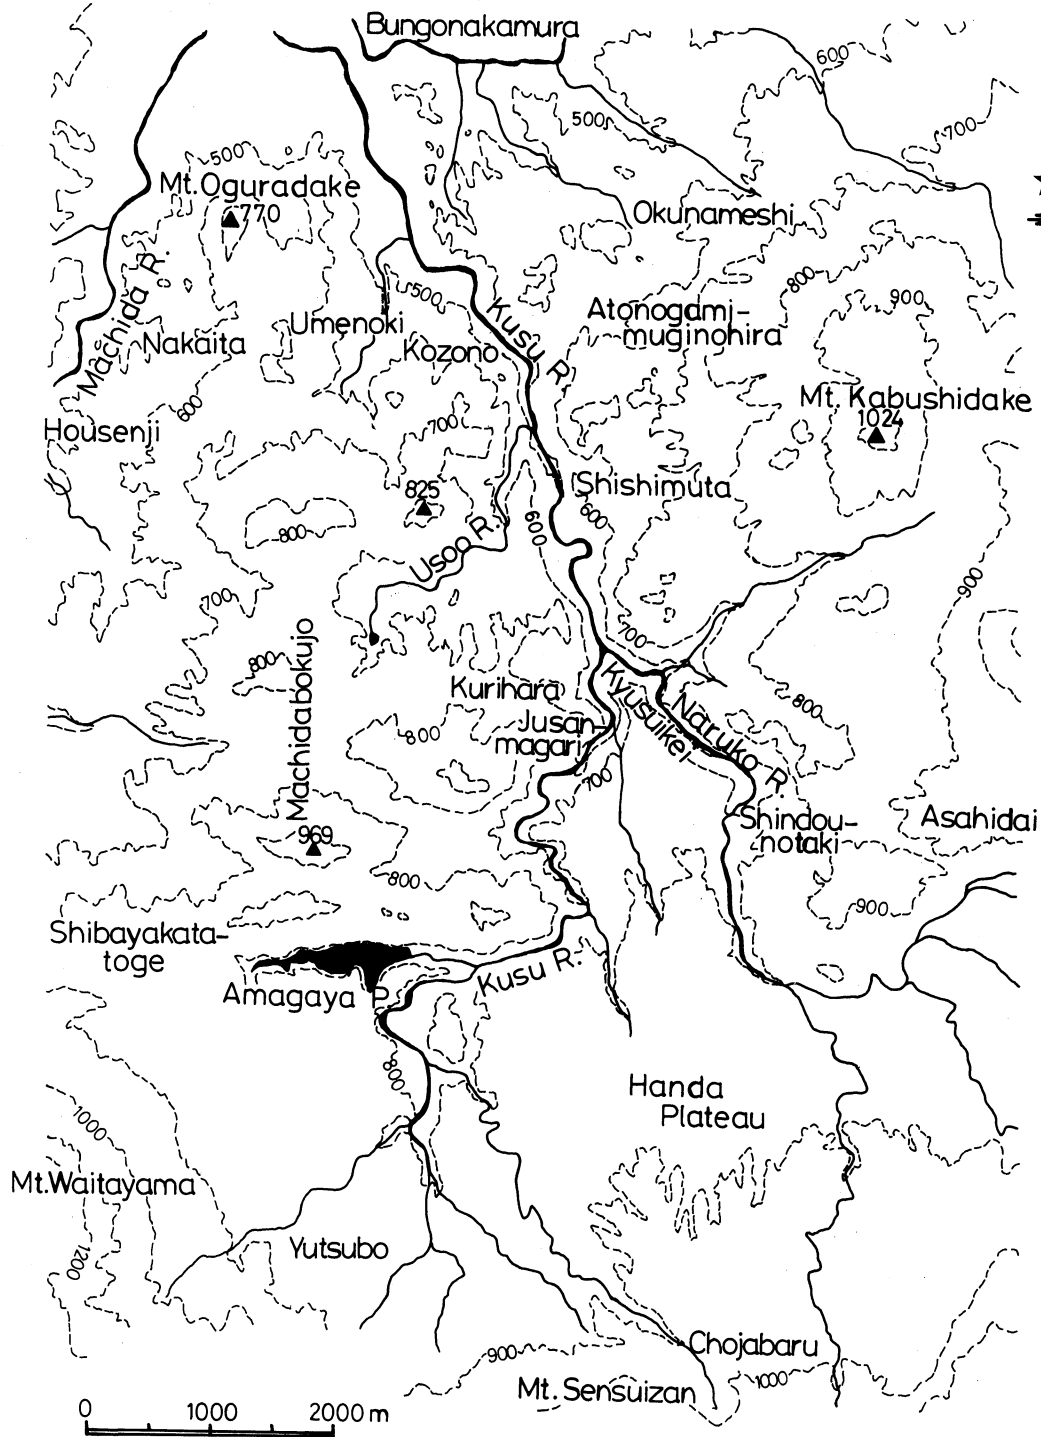 Bungonakamura
600
500
700
500
Mt. Oguradake
770
Okunameshi
Machida R.
800
900
500
Umenoki
Kusu R.
Atonogami-
muginohira
Nakaita
Kozono
600
Mt. Kabushidake
1024
Housenji
700
825
Shishimuta
600
600
800
Usoo R.
900
700
700
Machidabokujo
800
Kurihara
Kyusuikei
Naruko R.
800
Jusan-
magari
800
700
969
Shindou-
notaki
Asahidai
800
900
Shibayakata-
toge
Amagaya P.
Kusu R.
800
Handa
Plateau
1000
Mt. Waitayama
1200
Yutsubo
Chojabaru
900
1000
Mt. Sensuizan
0 1000 2000 m